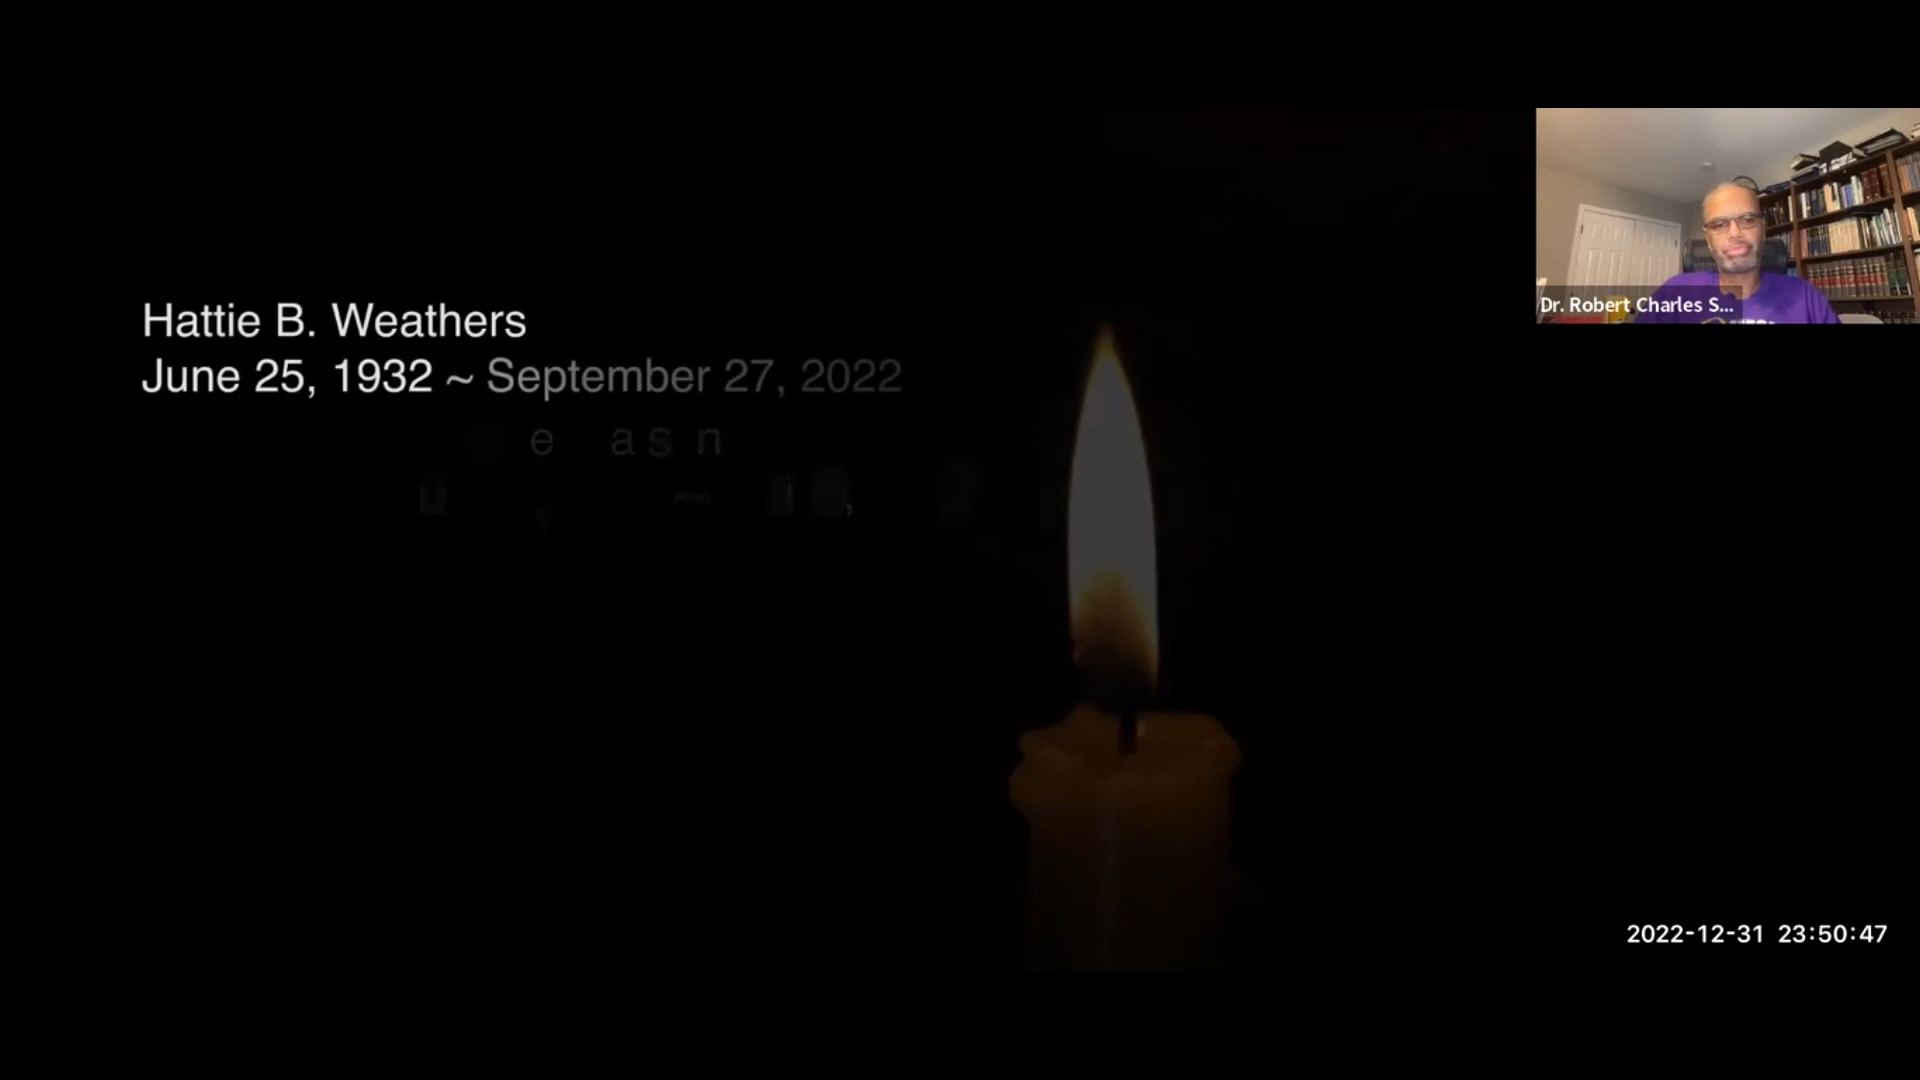 Hattie B. Weathers
June 25, 1932 ~ September 27, 2022
Dr. Robert Charles S...
2022-12-31 23:50:47